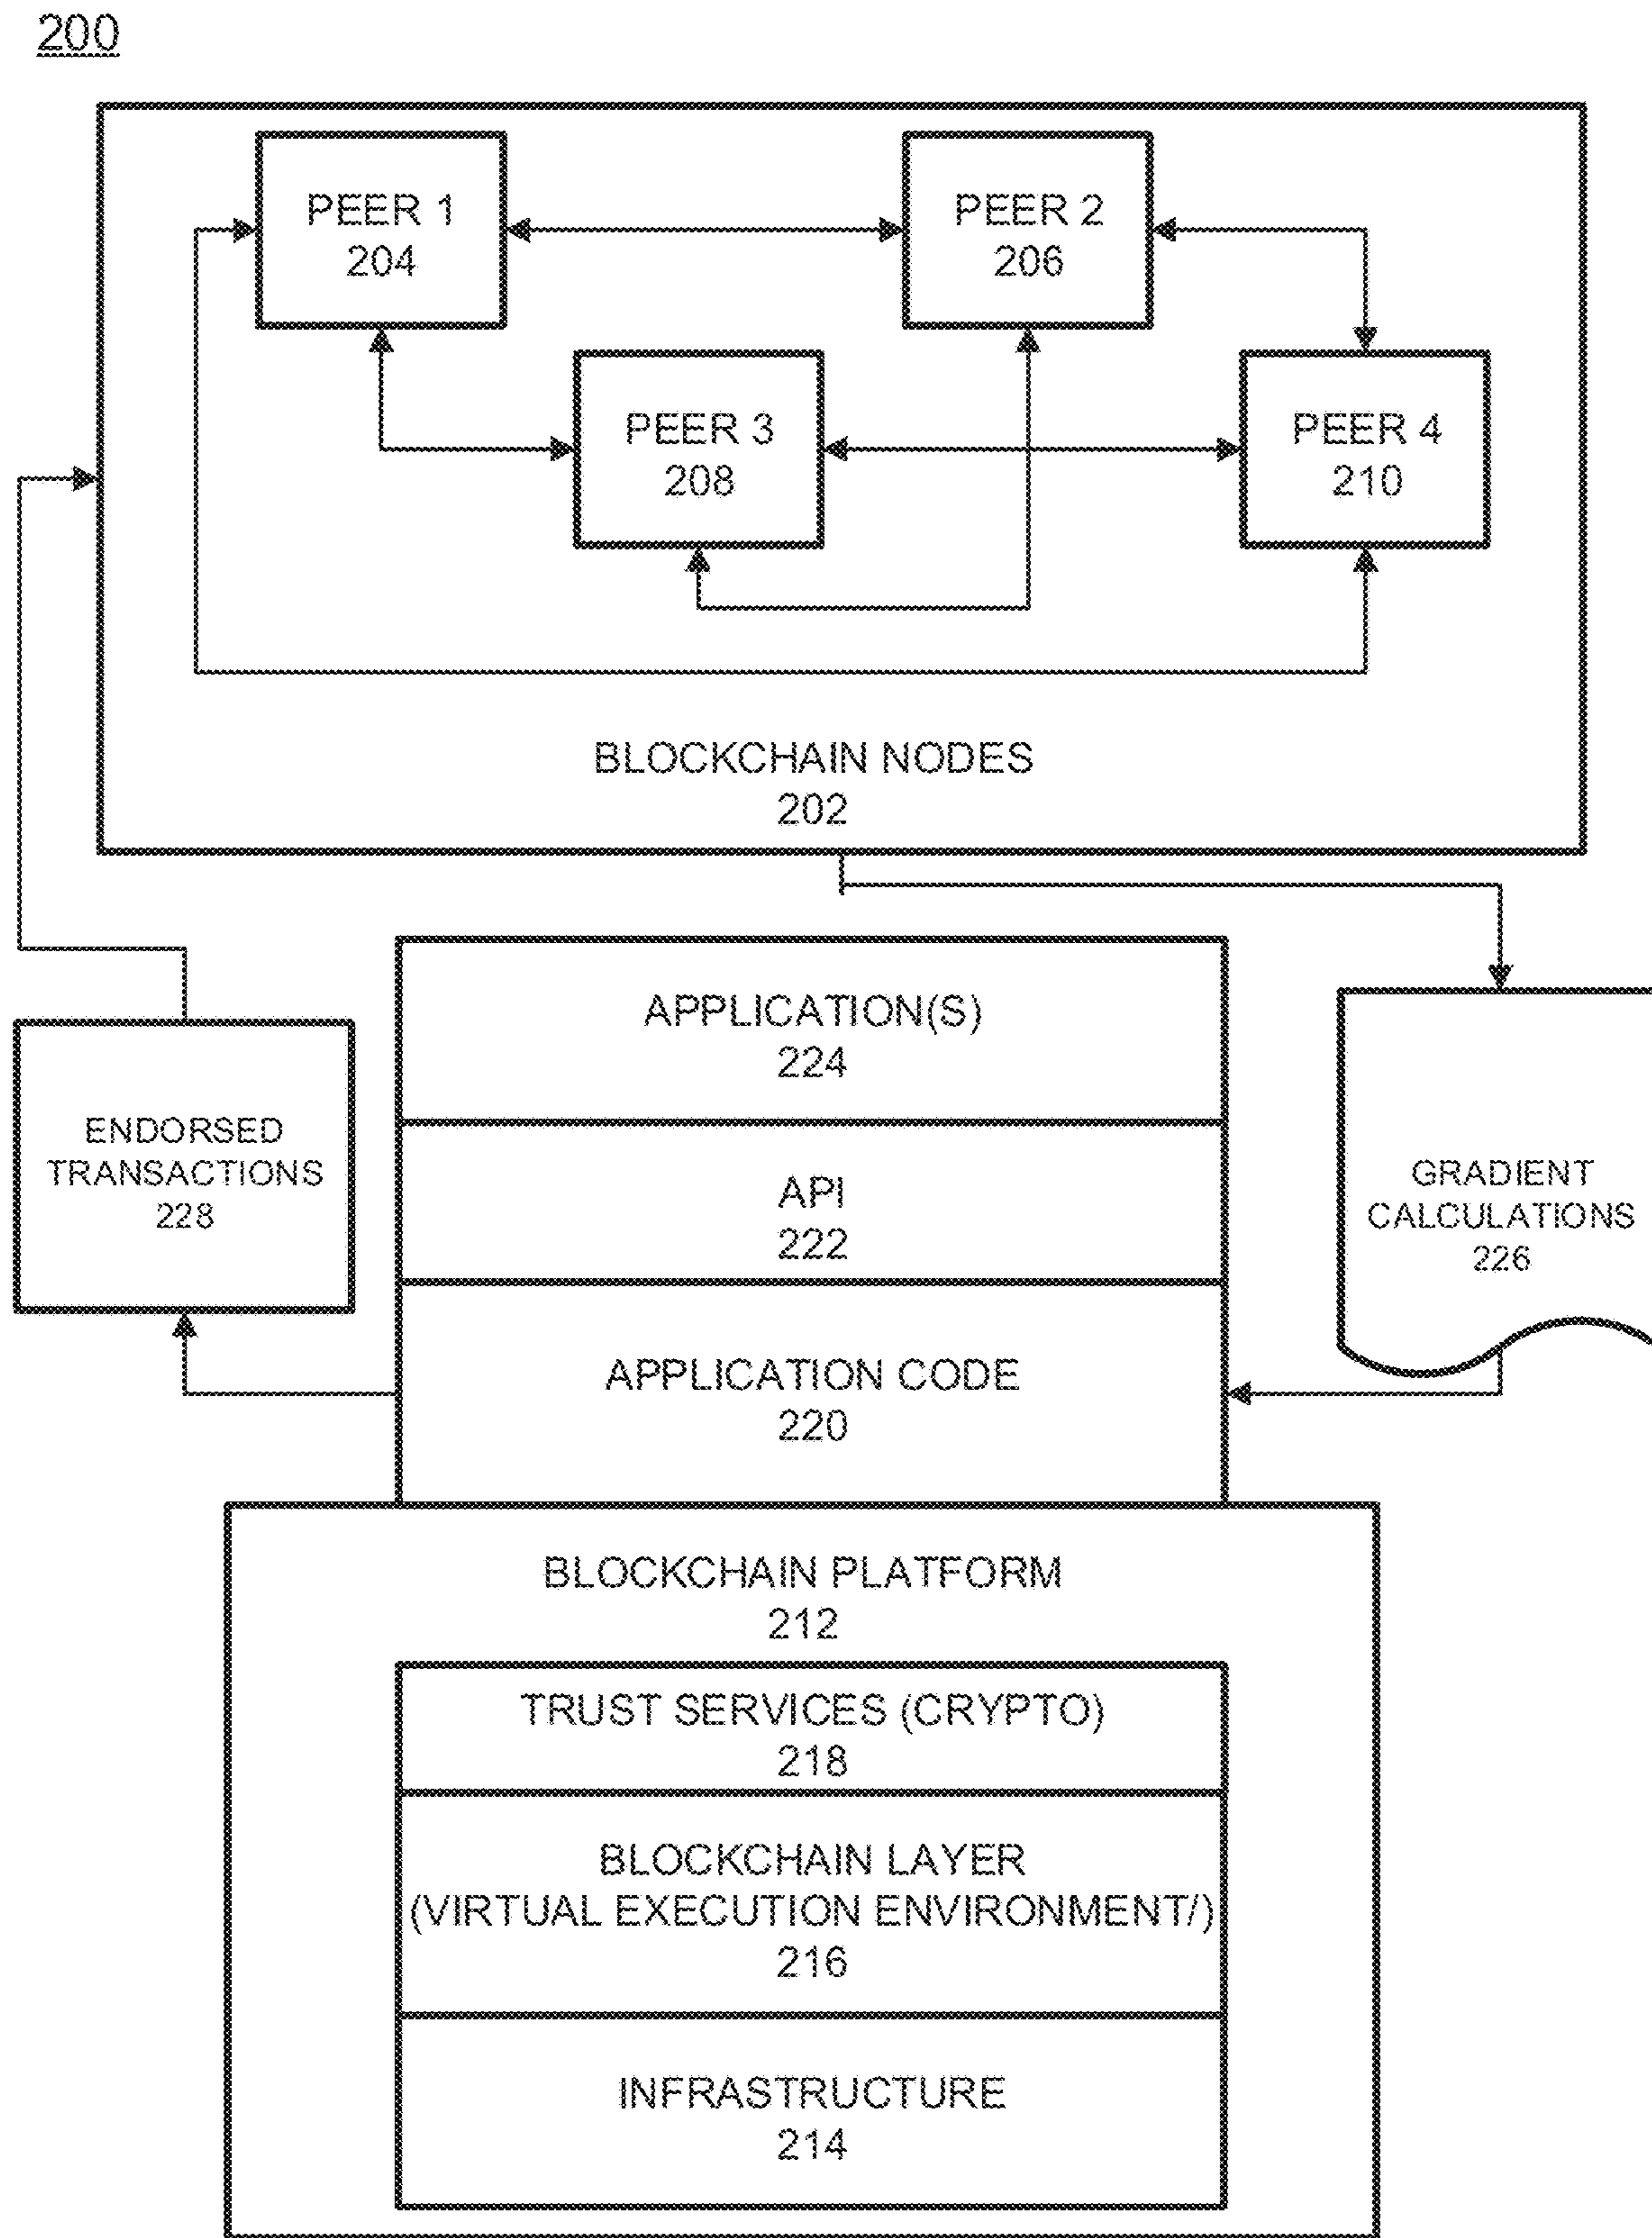 200
PEER 1
204
PEER 2
206
PEER 3
208
PEER 4
210
BLOCKCHAIN NODES
202
APPLICATION(S)
224
API
222
ENDORSED
TRANSACTIONS
228
GRADIENT
CALCULATIONS
226
APPLICATION CODE
220
BLOCKCHAIN PLATFORM
212
TRUST SERVICES (CRYPTO)
218
BLOCKCHAIN LAYER
(VIRTUAL EXECUTION ENVIRONMENT/)
216
INFRASTRUCTURE
214